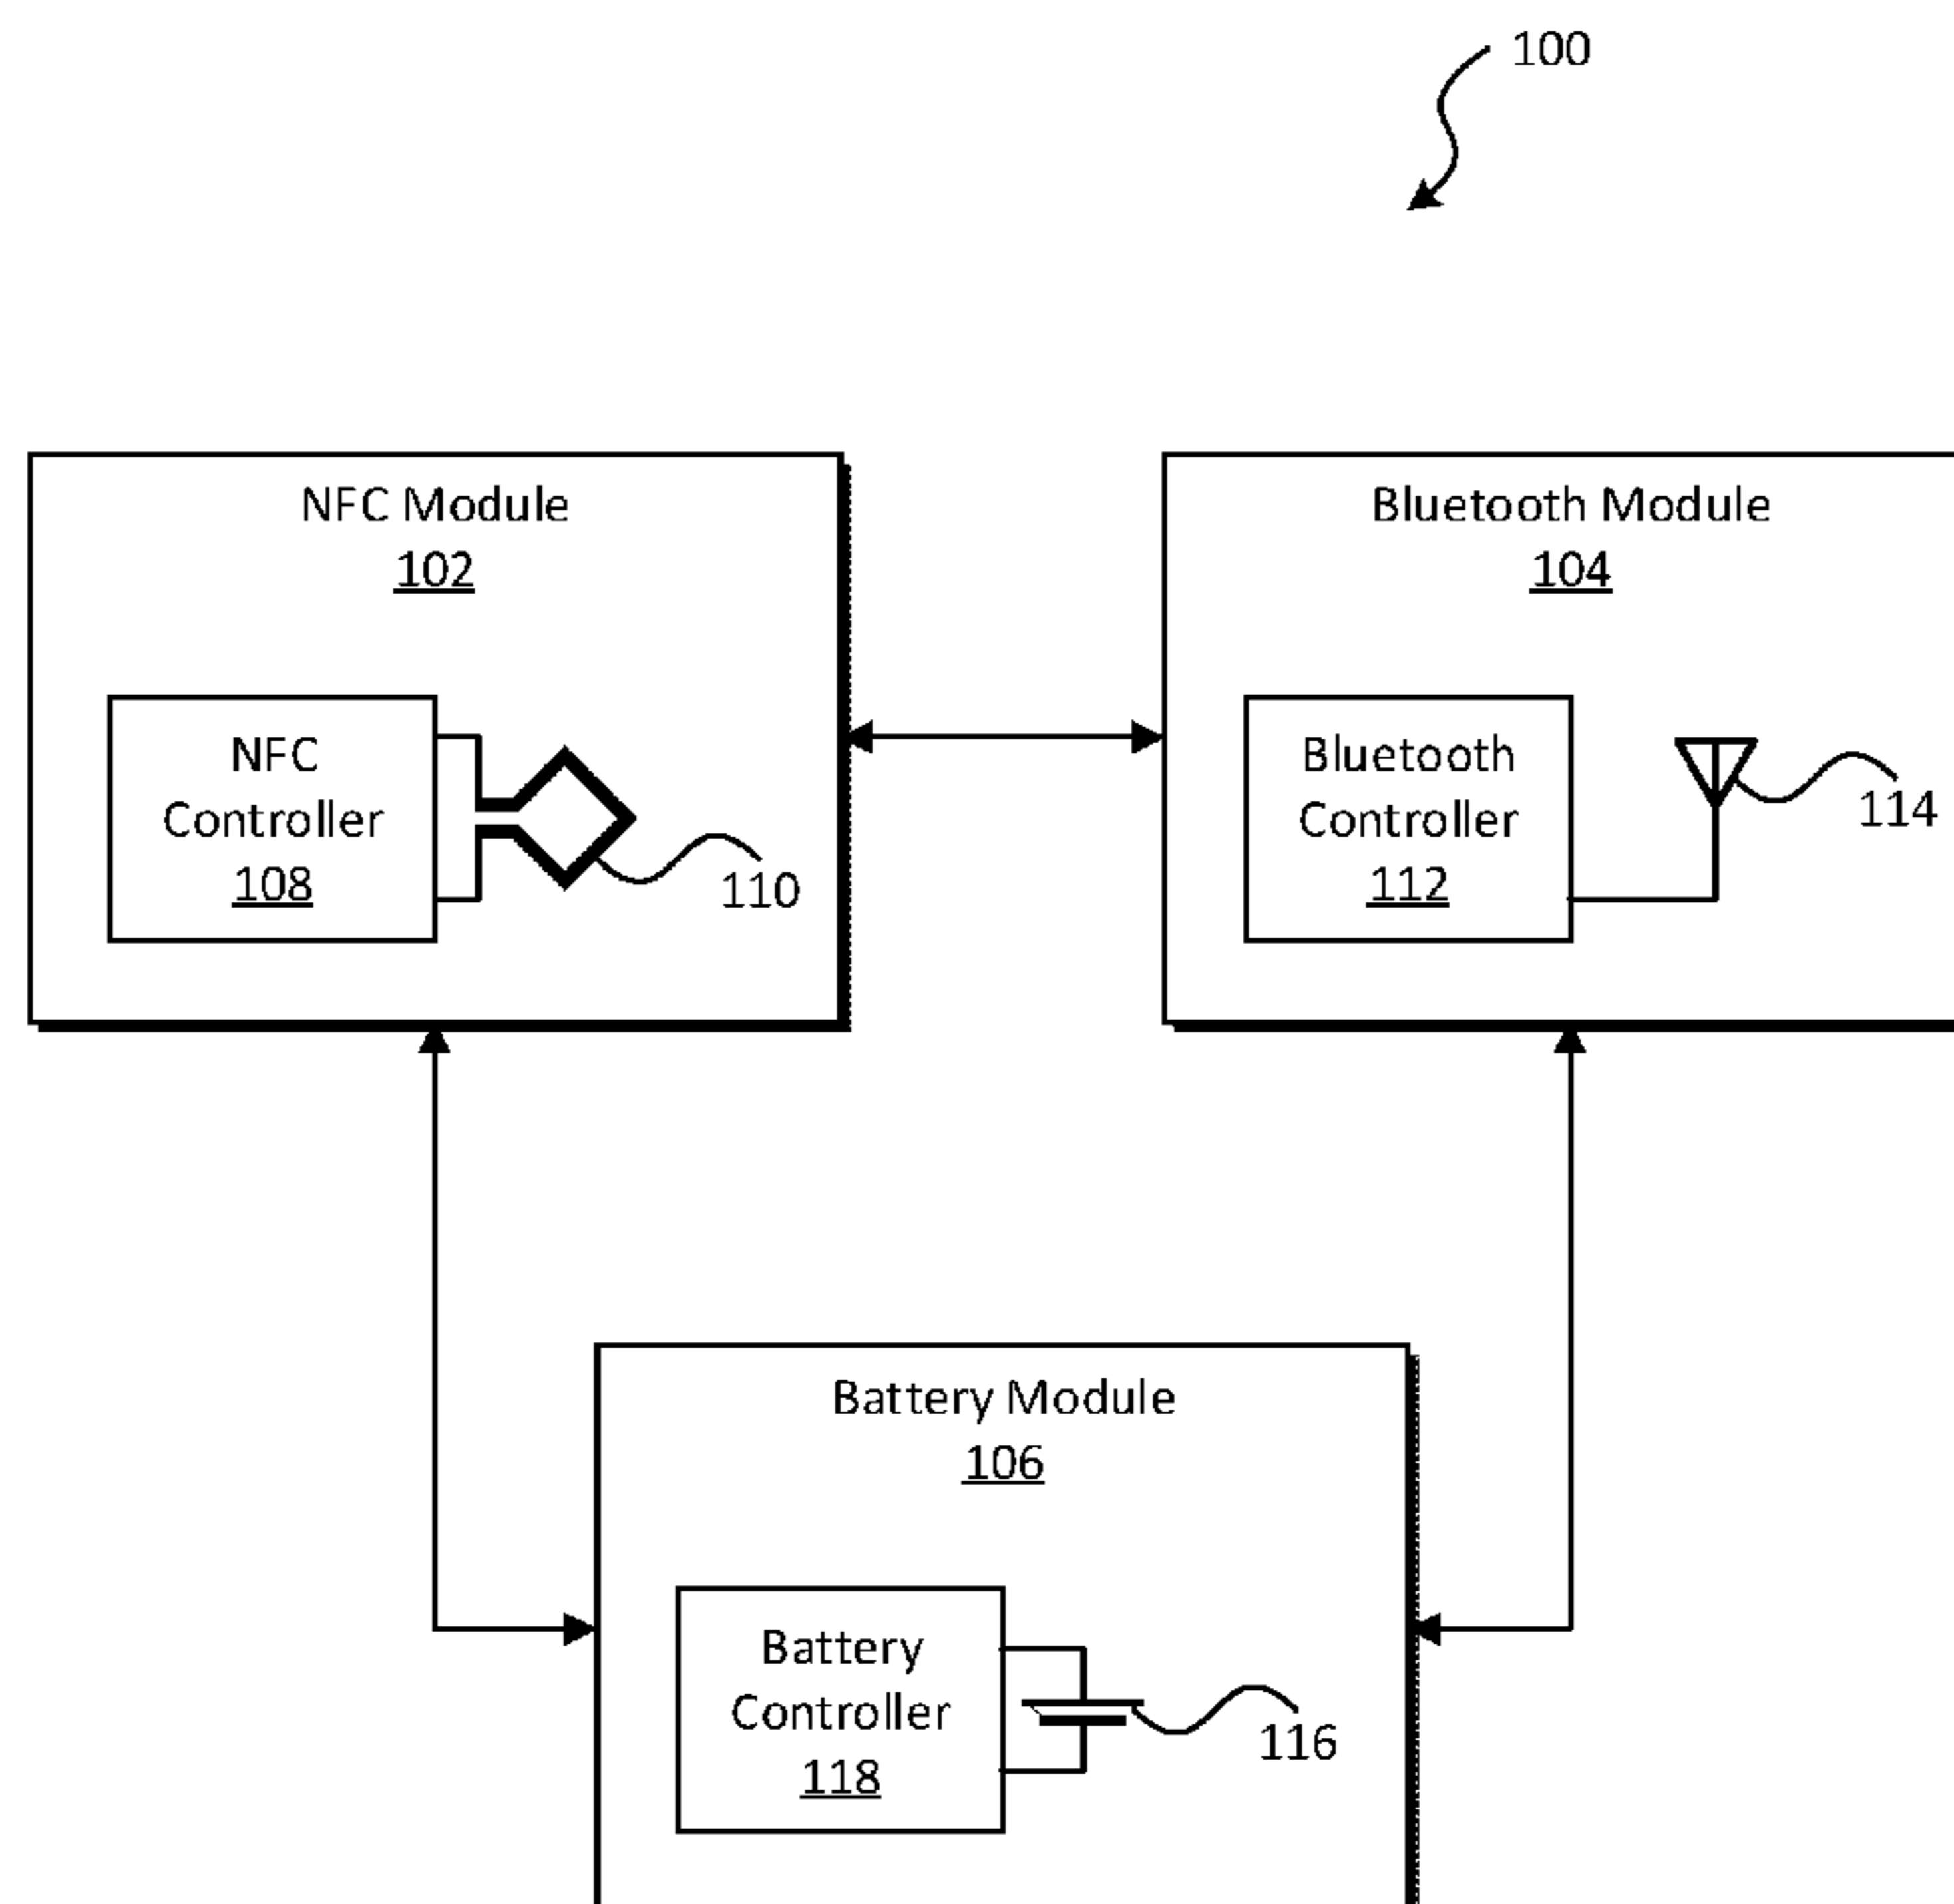 100
NFC Module
102
Bluetooth Module
104
NFC
Controller
108
110
Bluetooth
Controller
112
114
Battery Module
106
Battery
Controller
118
116